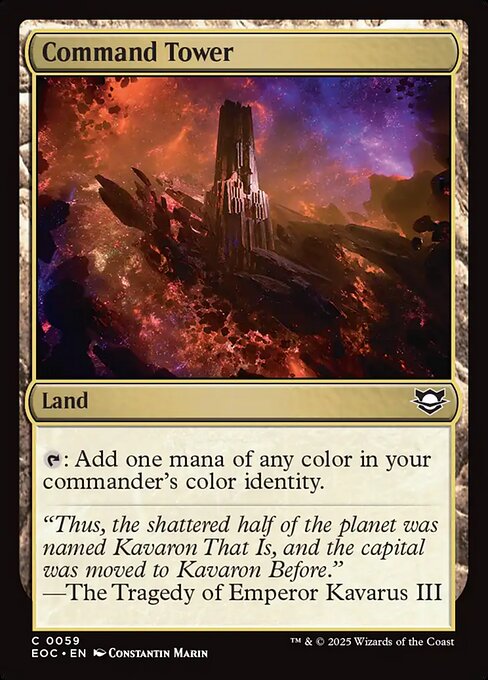 Command Tower
Land
: Add one mana of any color in your
commander's color identity.
“Thus, the shattered half of the planet was
named Kavaron That Is, and the capital
was moved to Kavaron Before.”
—The Tragedy of Emperor Kavarus III
C 0059
EOC • EN Constantin Marin
™ & © 2025 Wizards of the Coast